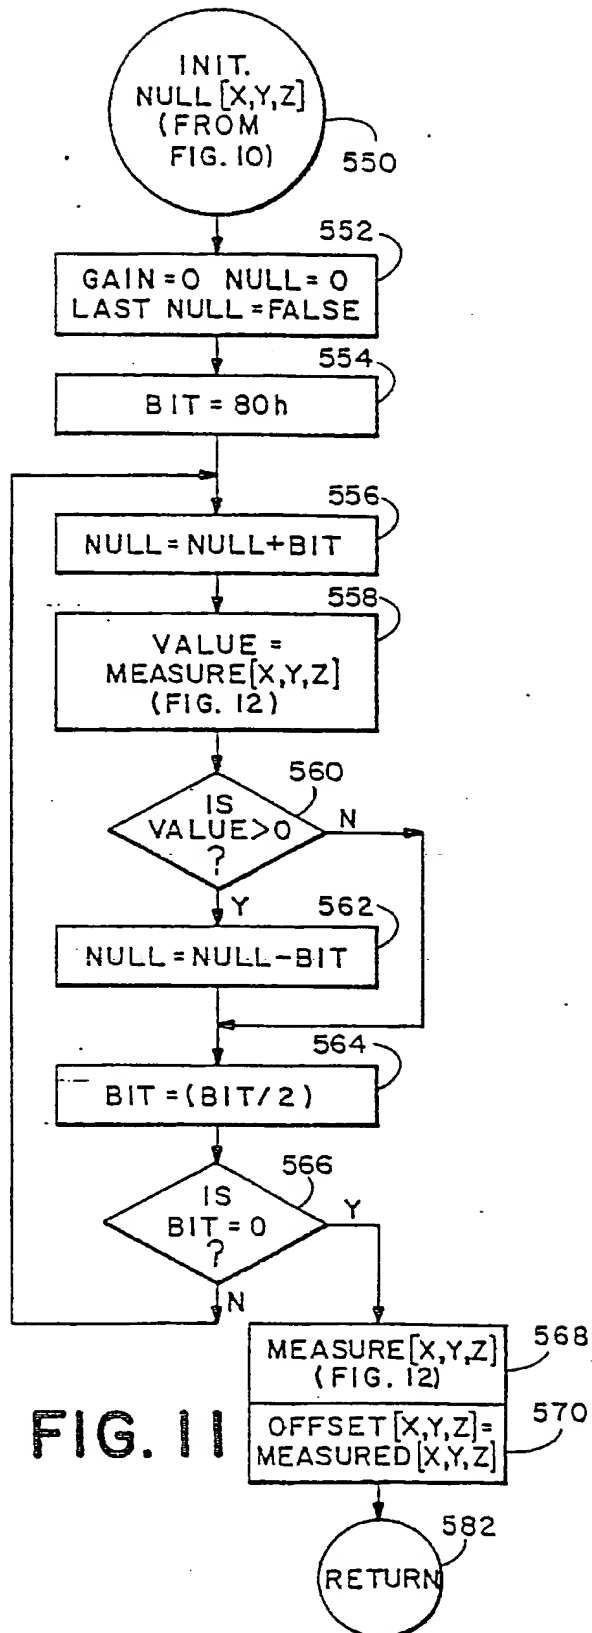 INIT.
NULL [X,Y,Z]
(FROM
FIG. 10)
550
552
GAIN = 0 NULL = 0
LAST NULL = FALSE
554
BIT = 80h
556
NULL = NULL + BIT
558
VALUE =
MEASURE [X,Y,Z]
(FIG. 12)
560
IS
VALUE > 0
?
N
Y
562
NULL = NULL - BIT
564
BIT = (BIT / 2)
566
IS
BIT = 0
?
Y
N
MEASURE [X,Y,Z]
(FIG. 12)
568
OFFSET [X,Y,Z] =
MEASURED [X,Y,Z]
570
FIG. 11
582
RETURN